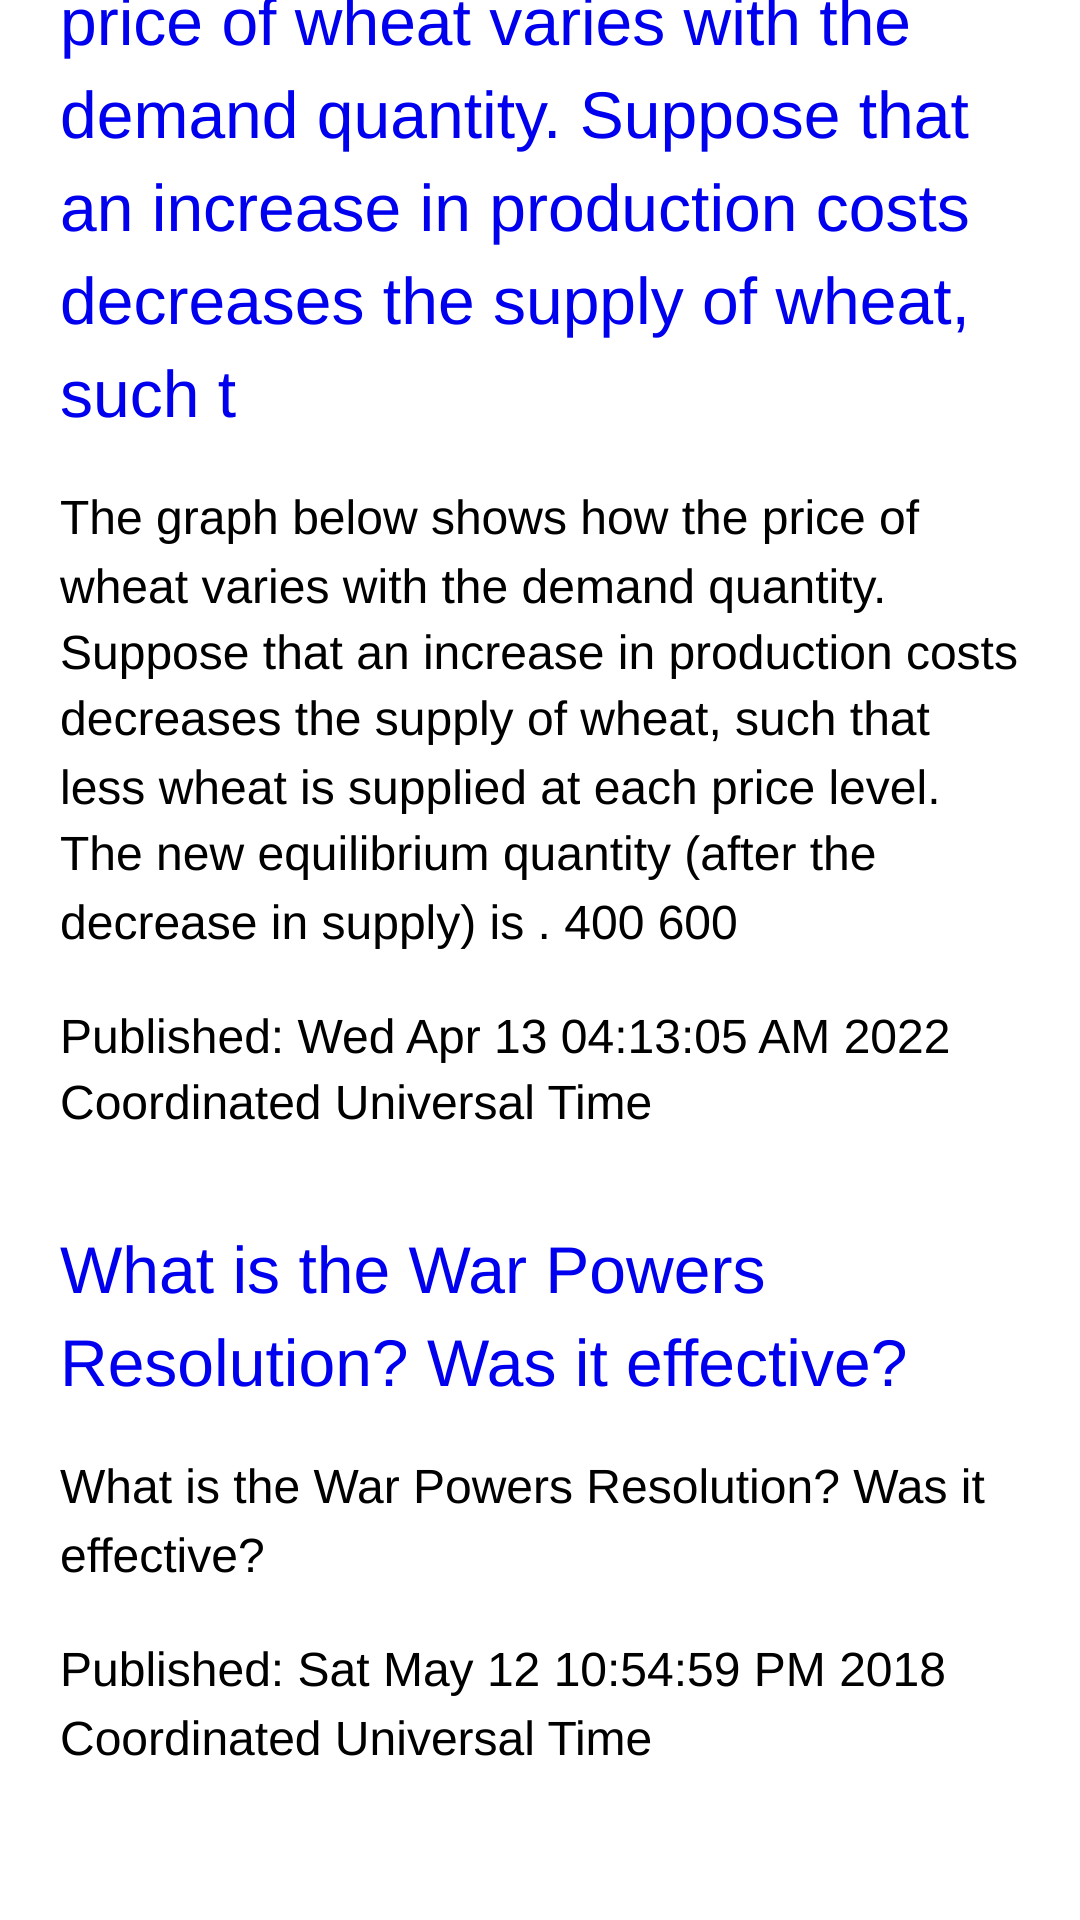 price of wheat varies with the
demand quantity. Suppose that
an increase in production costs
decreases the supply of wheat,
such t
The graph below shows how the price of
wheat varies with the demand quantity.
Suppose that an increase in production costs
decreases the supply of wheat, such that
less wheat is supplied at each price level.
The new equilibrium quantity (after the
decrease in supply) is . 400 600
Published: Wed Apr 13 04:13:05 AM 2022
Coordinated Universal Time
What is the War Powers
Resolution? Was it effective?
What is the War Powers Resolution? Was it
effective?
Published: Sat May 12 10:54:59 PM 2018
Coordinated Universal Time